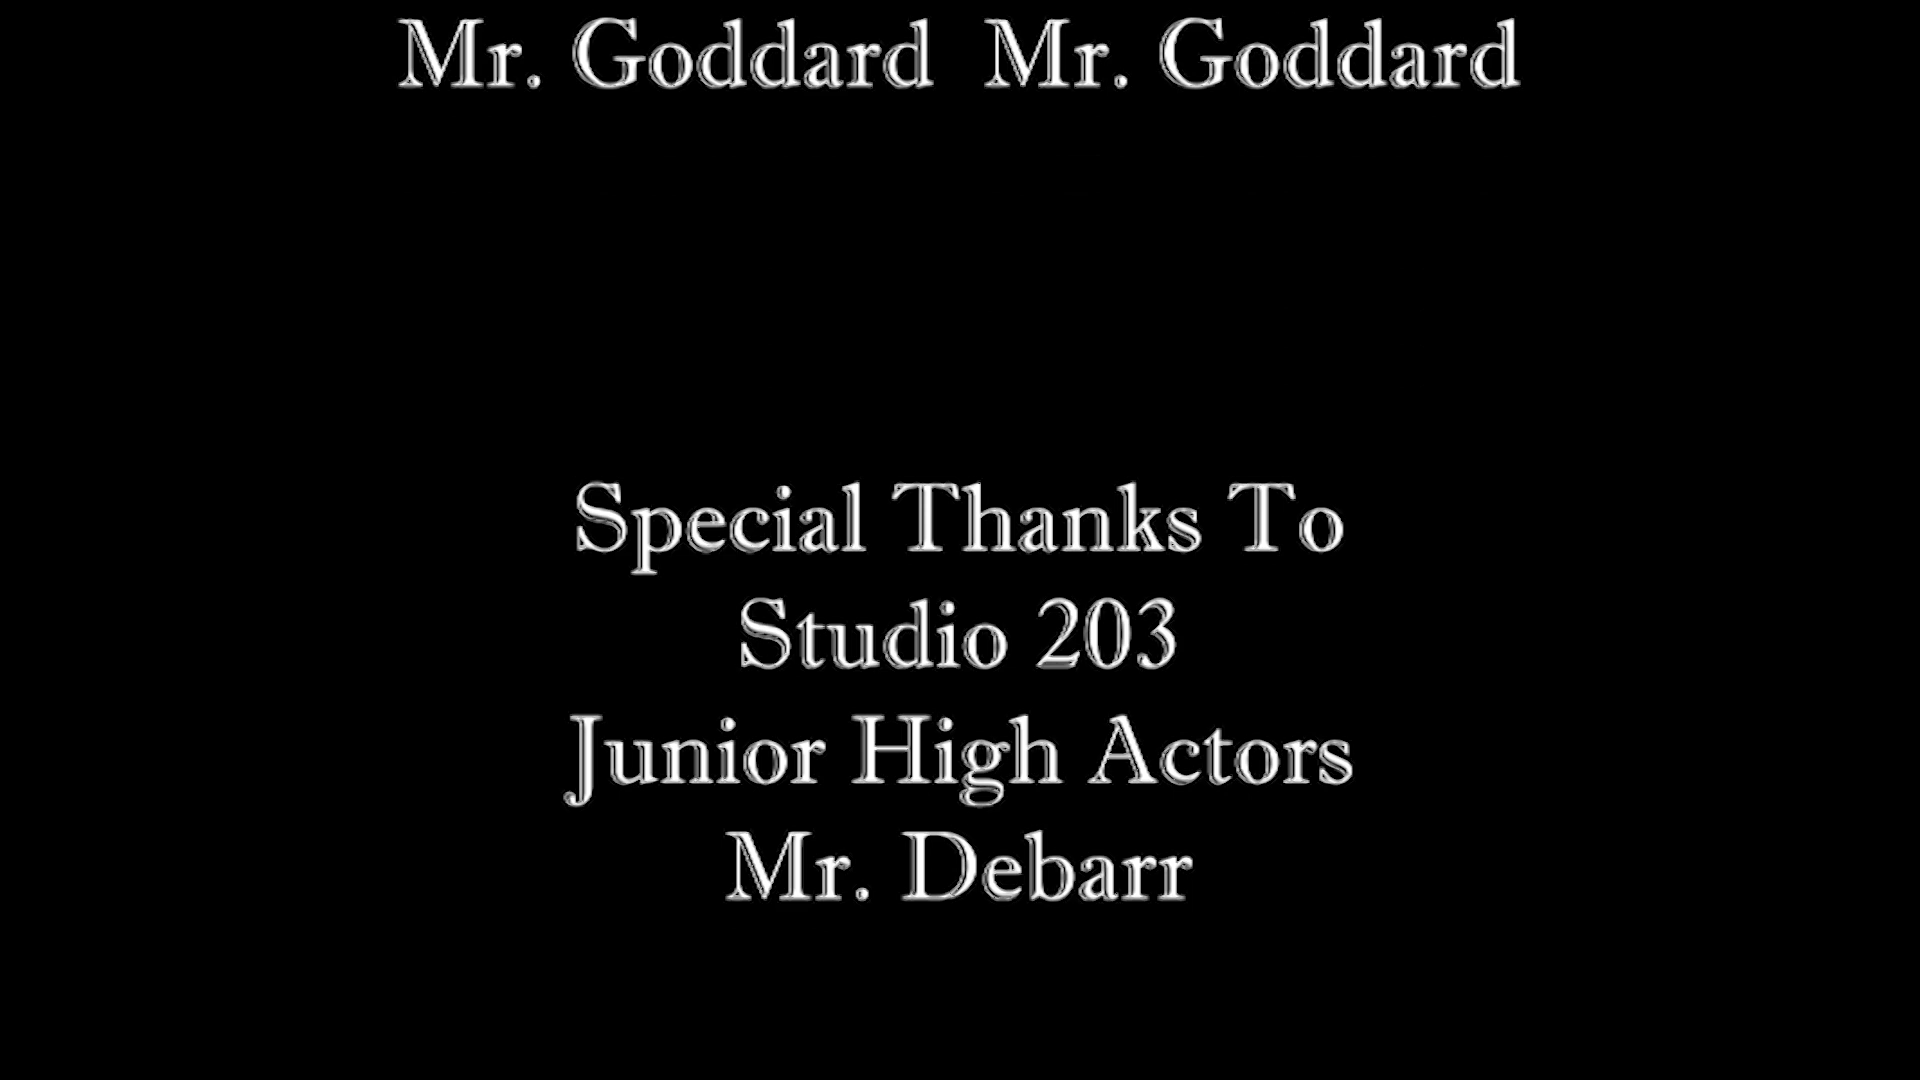 Mr. Goddard  Mr. Goddard
Special Thanks To
Studio 203
Junior High Actors
Mr. Debarr